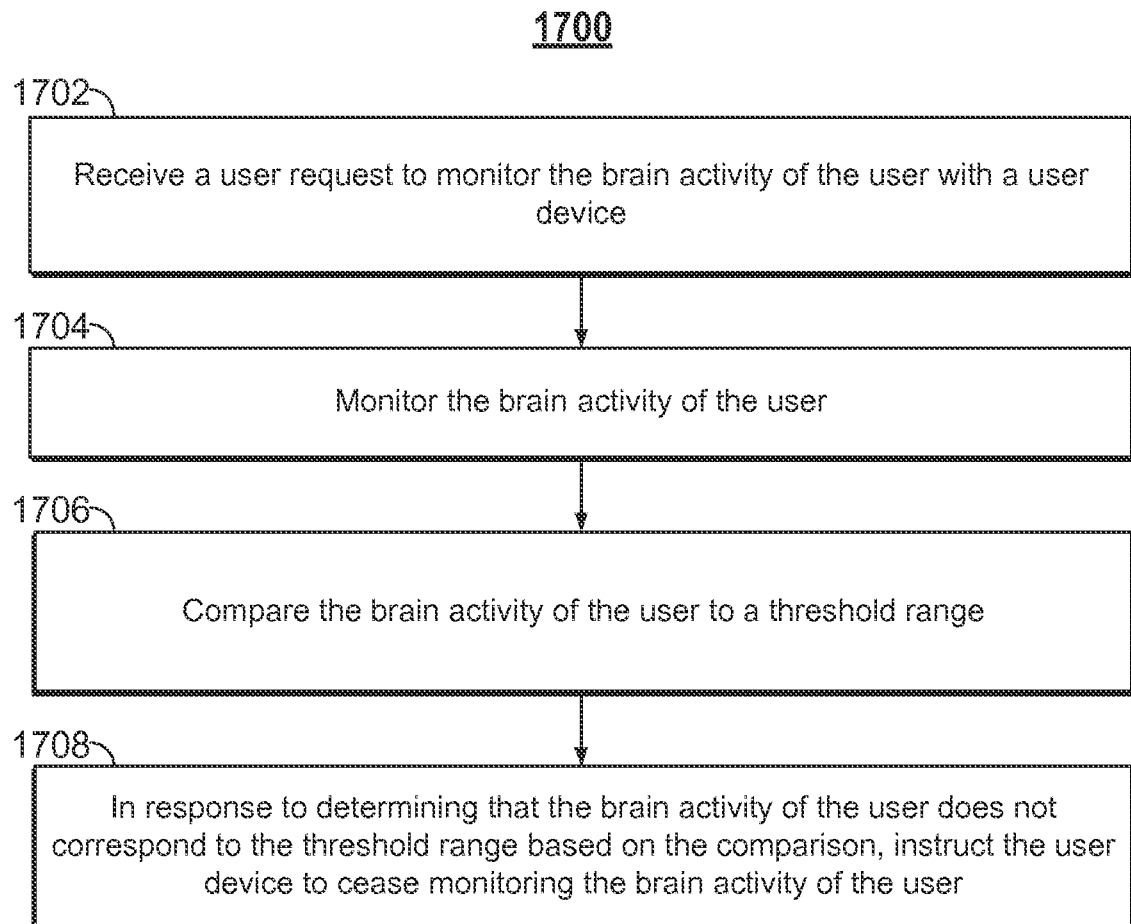 1700
1702
Receive a user request to monitor the brain activity of the user with a user
device
1704
Monitor the brain activity of the user
1706
Compare the brain activity of the user to a threshold range
1708
In response to determining that the brain activity of the user does not
correspond to the threshold range based on the comparison, instruct the user
device to cease monitoring the brain activity of the user